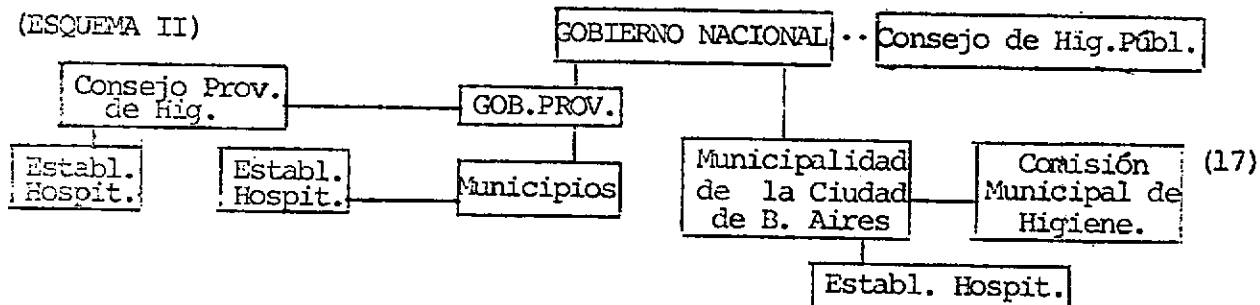 (ESQUEMA II)
GOBIERNO NACIONAL
Consejo de Hig.Públ.
Consejo Prov.
de Hig.
GOB.PROV.
Establ.
Hospit.
Establ.
Hospit.
Municipios
Municipalidad
de la Ciudad
de B. Aires
Comisión
Municipal de
Higiene.
(17)
Establ. Hospit.